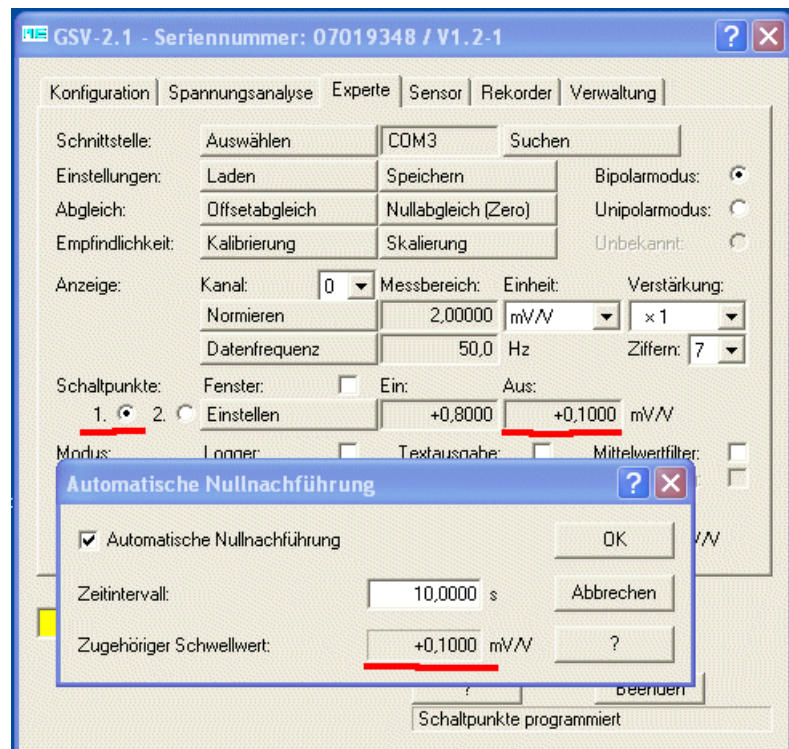 GSV-2.1 - Seriennummer: 07019348 / V1.2-1
Konfiguration Spannungsanalyse Experte Sensor Rekorder Verwaltung
Schnittstelle: Auswählen COM3 Suchen
Einstellungen: Laden Speichern Bipolarmodus:
Abgleich: Offsetabgleich Nullabgleich (Zero) Unipolarmodus:
Empfindlichkeit: Kalibrierung Skalierung Unbekannt:
Anzeige: Kanal: 0 Messbereich: Einheit: Verstärkung:
Normieren 2,00000 mV/V ×1
Datenfrequenz 50,0 Hz Ziffern: 7
Schaltpunkte: Fenster: Ein: Aus:
1. 2. Einstellen +0,8000 +0,1000 mV/V
Modus: Logger: Textausgabe: Mittelwertfilter:
Automatische Nullnachführung
Automatische Nullnachführung OK
Zeitintervall: 10,0000 s Abbrechen
Zugehöriger Schwellwert: +0,1000 mV/V ?
? Beenden
Schaltpunkte programmiert